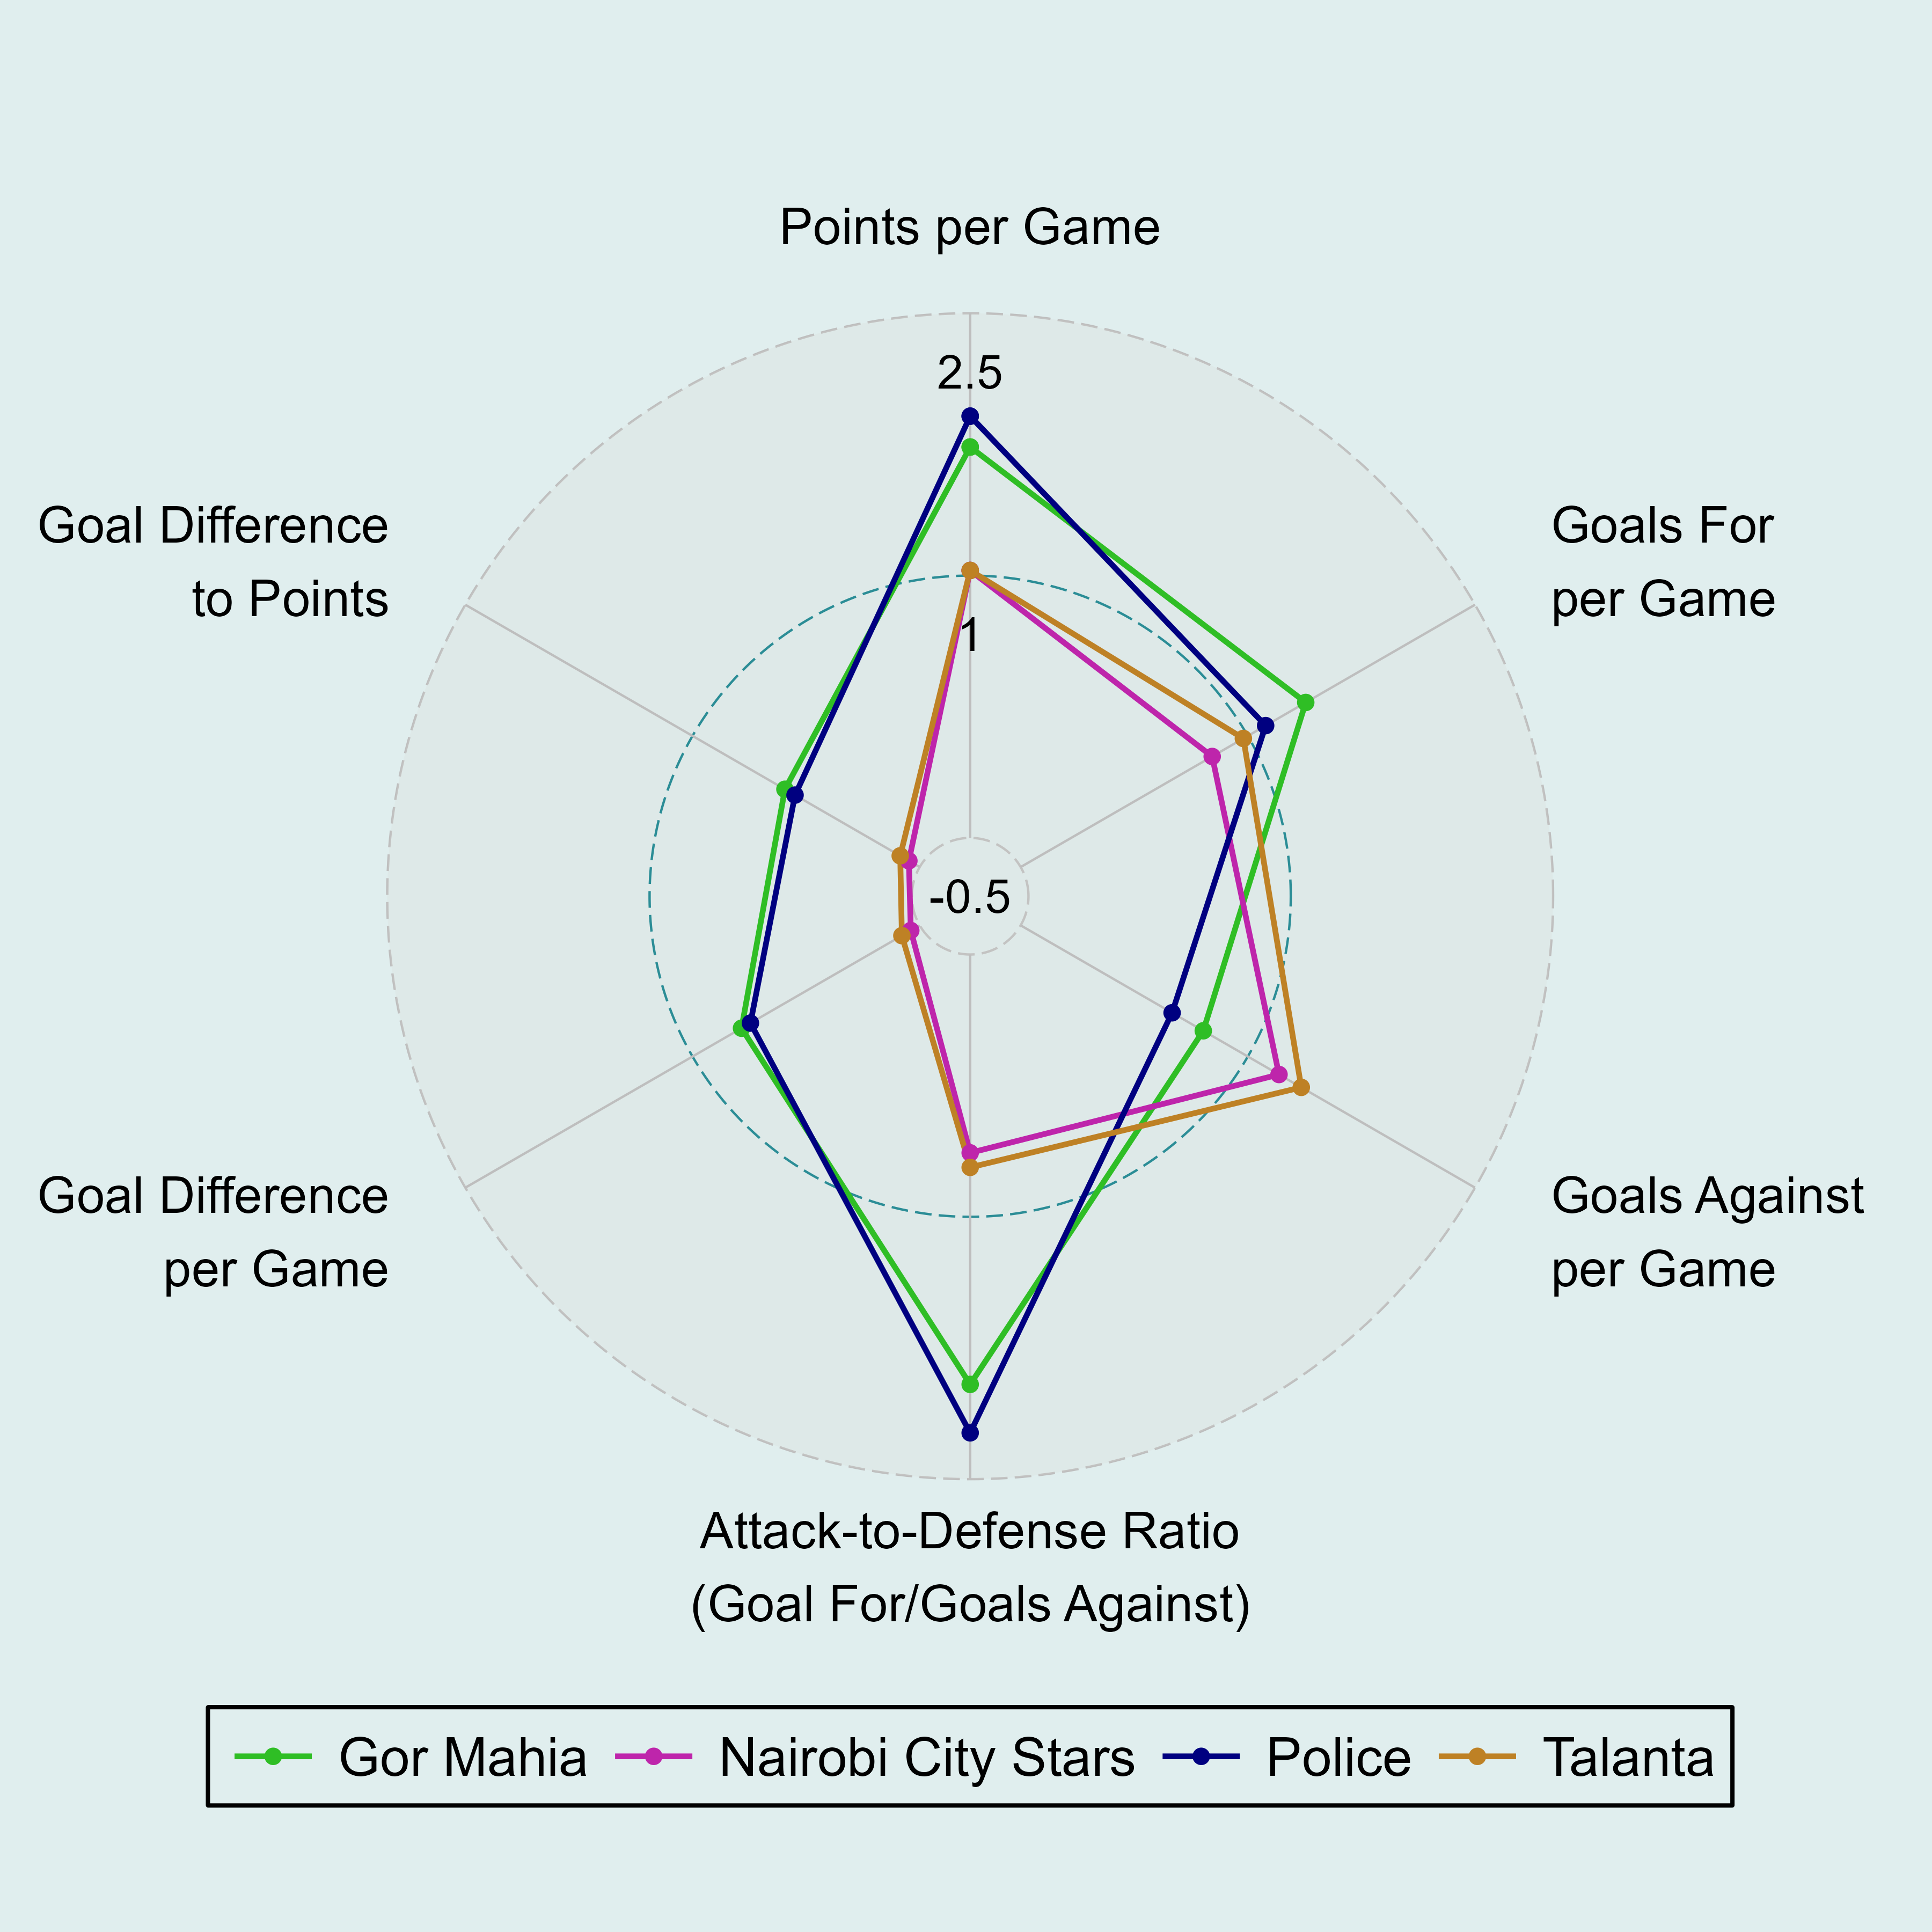 Points per Game
2.5
Goal Difference
to Points
Goals For
per Game
1
-0.5
Goal Difference
per Game
Goals Against
per Game
Attack-to-Defense Ratio
(Goal For/Goals Against)
Gor Mahia
Nairobi City Stars
Police
Talanta